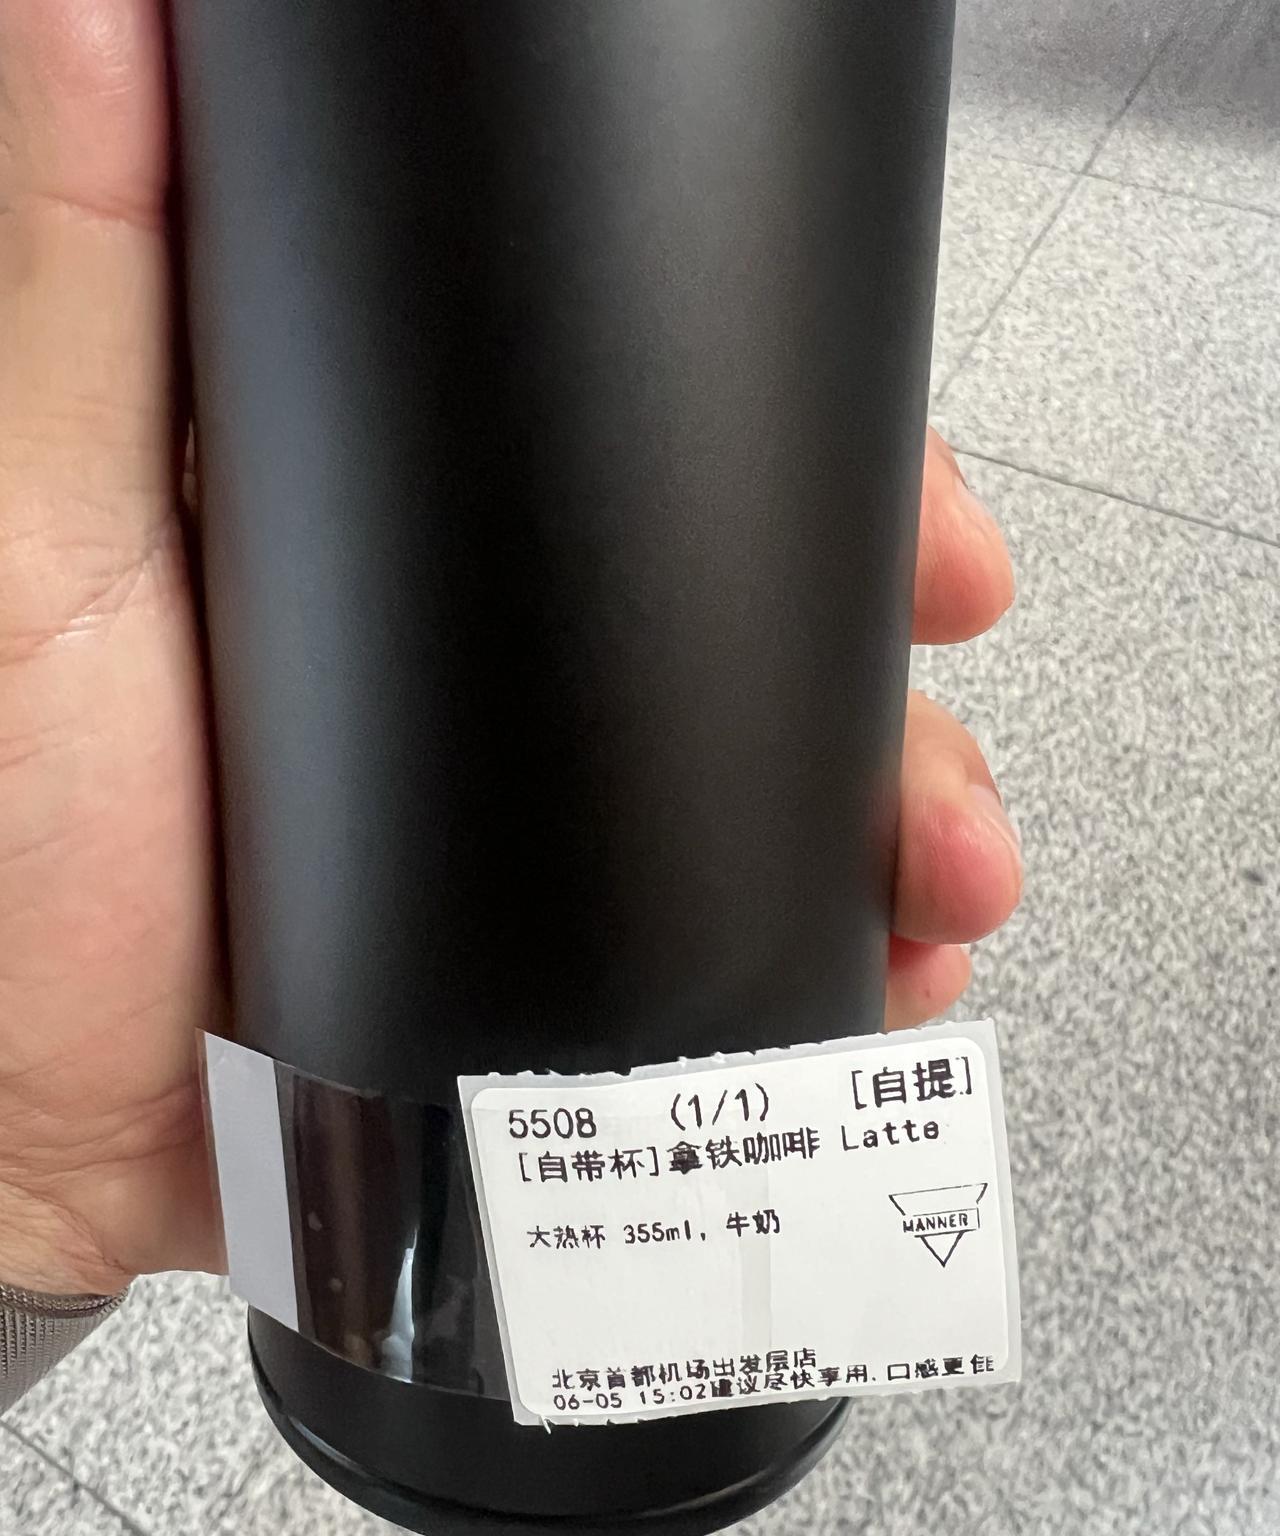 5508 (1/1) [自提]
[自带杯]拿铁咖啡 Latte
大热杯 355ml, 牛奶
MANNER
北京首都机场出发层店
06-05 15:02建议尽快享用.口感更佳